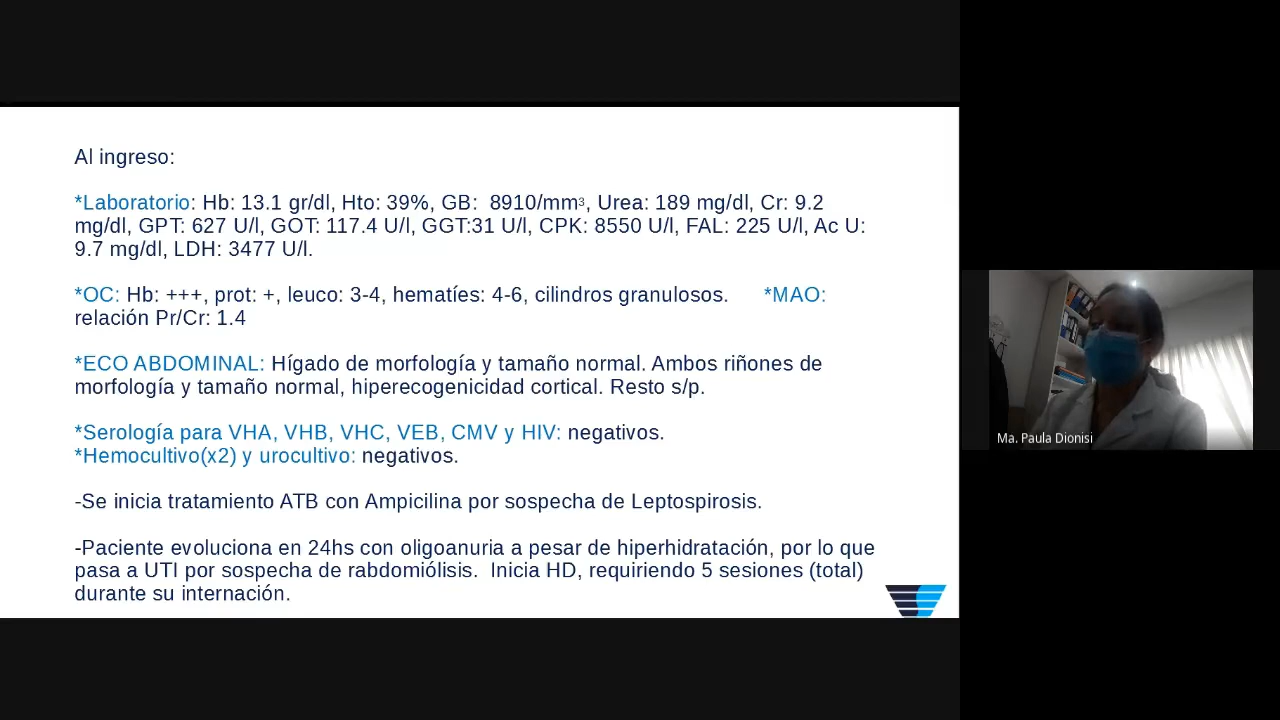 Al ingreso:
*Laboratorio: Hb: 13.1 gr/dl, Hto: 39%, GB: 8910/mm³, Urea: 189 mg/dl, Cr: 9.2
mg/dl, GPT: 627 U/l, GOT: 117.4 U/l, GGT:31 U/l, CPK: 8550 U/l, FAL: 225 U/l, Ac U:
9.7 mg/dl, LDH: 3477 U/l.
*OC: Hb: +++, prot: +, leuco: 3-4, hematíes: 4-6, cilindros granulosos. *MAO:
relación Pr/Cr: 1.4
*ECO ABDOMINAL: Hígado de morfología y tamaño normal. Ambos riñones de
morfología y tamaño normal, hiperecogenicidad cortical. Resto s/p.
*Serología para VHA, VHB, VHC, VEB, CMV y HIV: negativos.
*Hemocultivo(x2) y urocultivo: negativos.
-Se inicia tratamiento ATB con Ampicilina por sospecha de Leptospirosis.
-Paciente evoluciona en 24hs con oligoanuria a pesar de hiperhidratación, por lo que
pasa a UTI por sospecha de rabdomiólisis. Inicia HD, requiriendo 5 sesiones (total)
durante su internación.
Ma. Paula Dionisi